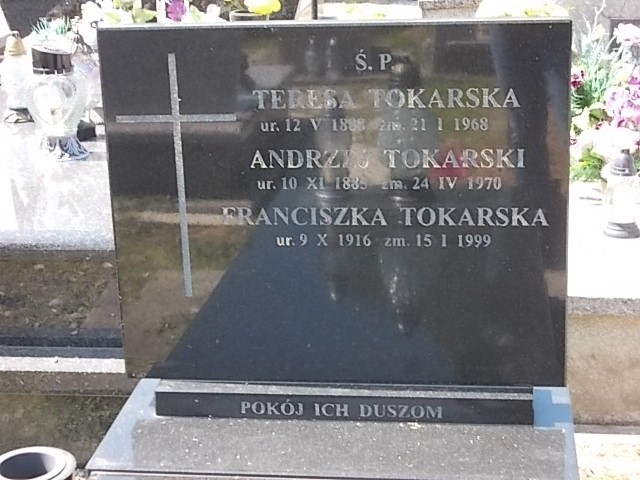 Ś. P.
TERESA TOKARSKA
ur. 12 V 1888 zm. 21 I 1968
ANDRZEJ TOKARSKI
ur. 10 XI 1885 zm. 24 IV 1970
FRANCISZKA TOKARSKA
ur. 9 X 1916 zm. 15 I 1999
POKÓJ ICH DUSZOM